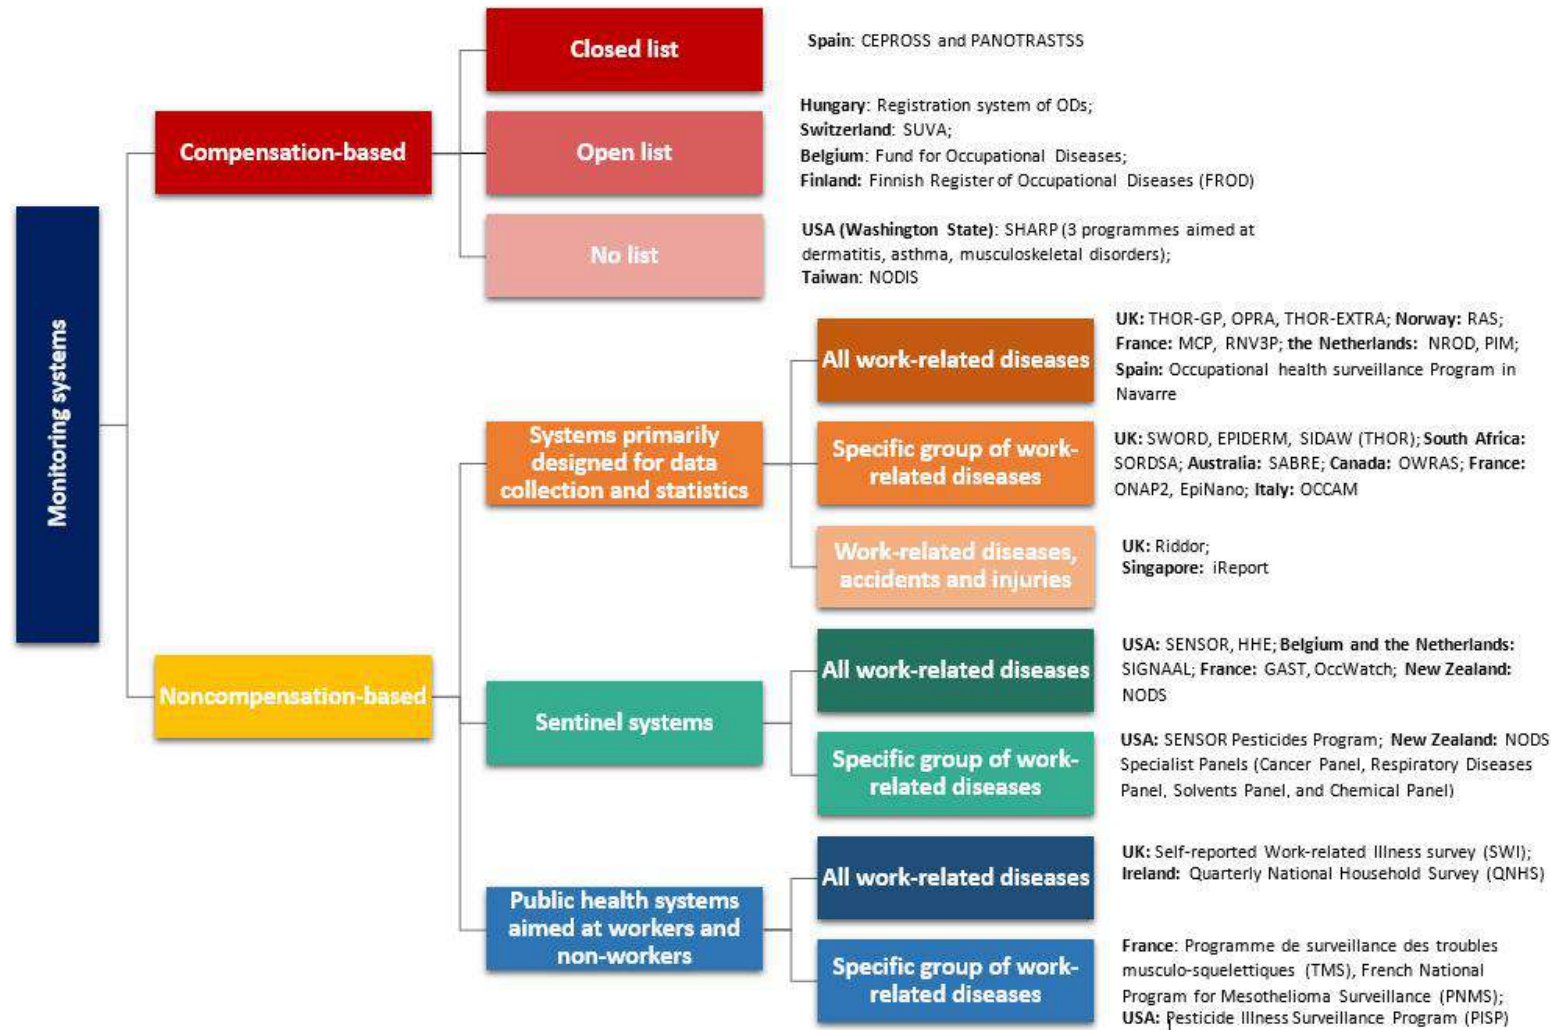 Monitoring systems
Compensation-based
Closed list
Spain: CEPROSS and PANOTRASTSS
Open list
Hungary: Registration system of ODs;
Switzerland: SUVA;
Belgium: Fund for Occupational Diseases;
Finland: Finnish Register of Occupational Diseases (FROD)
No list
USA (Washington State): SHARP (3 programmes aimed at
dermatitis, asthma, musculoskeletal disorders);
Taiwan: NODIS
Noncompensation-based
Systems primarily
designed for data
collection and statistics
All work-related diseases
UK: THOR-GP, OPRA, THOR-EXTRA; Norway: RAS;
France: MCP, RNV3P; the Netherlands: NROD, PIM;
Spain: Occupational health surveillance Program in
Navarre
Specific group of work-
related diseases
UK: SWORD, EPIDERM, SIDAW (THOR); South Africa:
SORDSA; Australia: SABRE; Canada: OWRAS; France:
ONAP2, EpiNano; Italy: OCCAM
Work-related diseases,
accidents and injuries
UK: Riddor;
Singapore: iReport
Sentinel systems
All work-related diseases
USA: SENSOR, HHE; Belgium and the Netherlands:
SIGNAAL; France: GAST, OccWatch; New Zealand:
NODS
Specific group of work-
related diseases
USA: SENSOR Pesticides Program; New Zealand: NODS
Specialist Panels (Cancer Panel, Respiratory Diseases
Panel, Solvents Panel, and Chemical Panel)
Public health systems
aimed at workers and
non-workers
All work-related diseases
UK: Self-reported Work-related Illness survey (SWI);
Ireland: Quarterly National Household Survey (QNHS)
Specific group of work-
related diseases
France: Programme de surveillance des troubles
musculo-squelettiques (TMS), French National
Program for Mesothelioma Surveillance (PNMS);
USA: Pesticide Illness Surveillance Program (PISP)